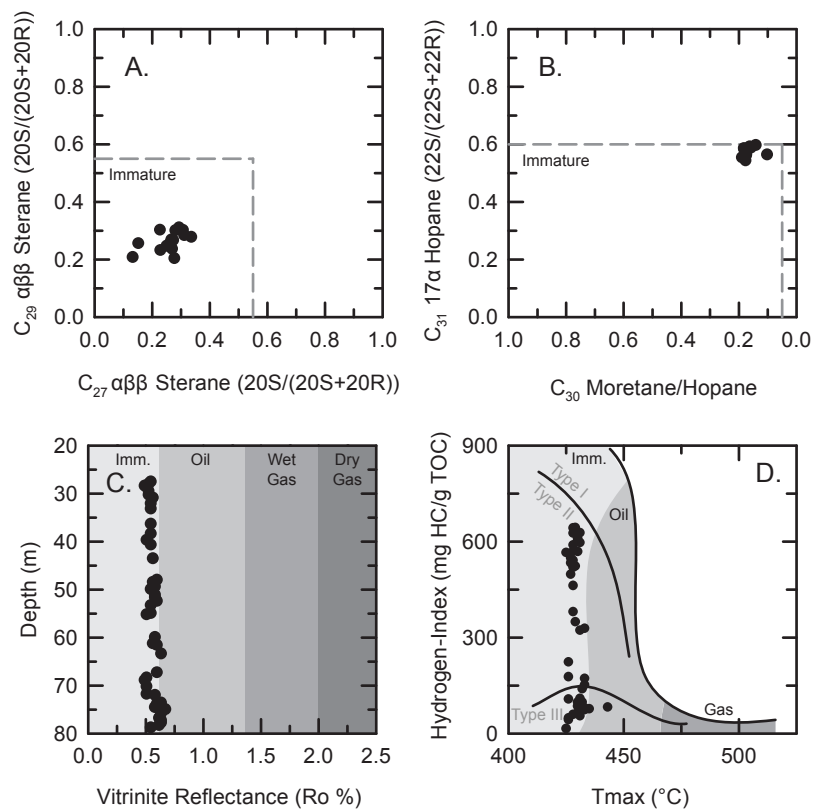 A.
Immature
1.0
0.8
0.6
0.4
0.2
0.0
0.0 0.2 0.4 0.6 0.8 1.0
C29 αββ Sterane (20S/(20S+20R))
C27 αββ Sterane (20S/(20S+20R))
B.
Immature
1.0
0.8
0.6
0.4
0.2
0.0
1.0 0.8 0.6 0.4 0.2 0.0
C31 17α Hopane (22S/(22S+22R))
C30 Moretane/Hopane
C.
Imm.
Oil
Wet
Gas
Dry
Gas
20
30
40
50
60
70
80
0.0 0.5 1.0 1.5 2.0 2.5
Depth (m)
Vitrinite Reflectance (Ro %)
D.
Imm.
Type I
Type II
Oil
Type III
Gas
900
600
300
0
400 450 500
Hydrogen-Index (mg HC/g TOC)
Tmax (°C)